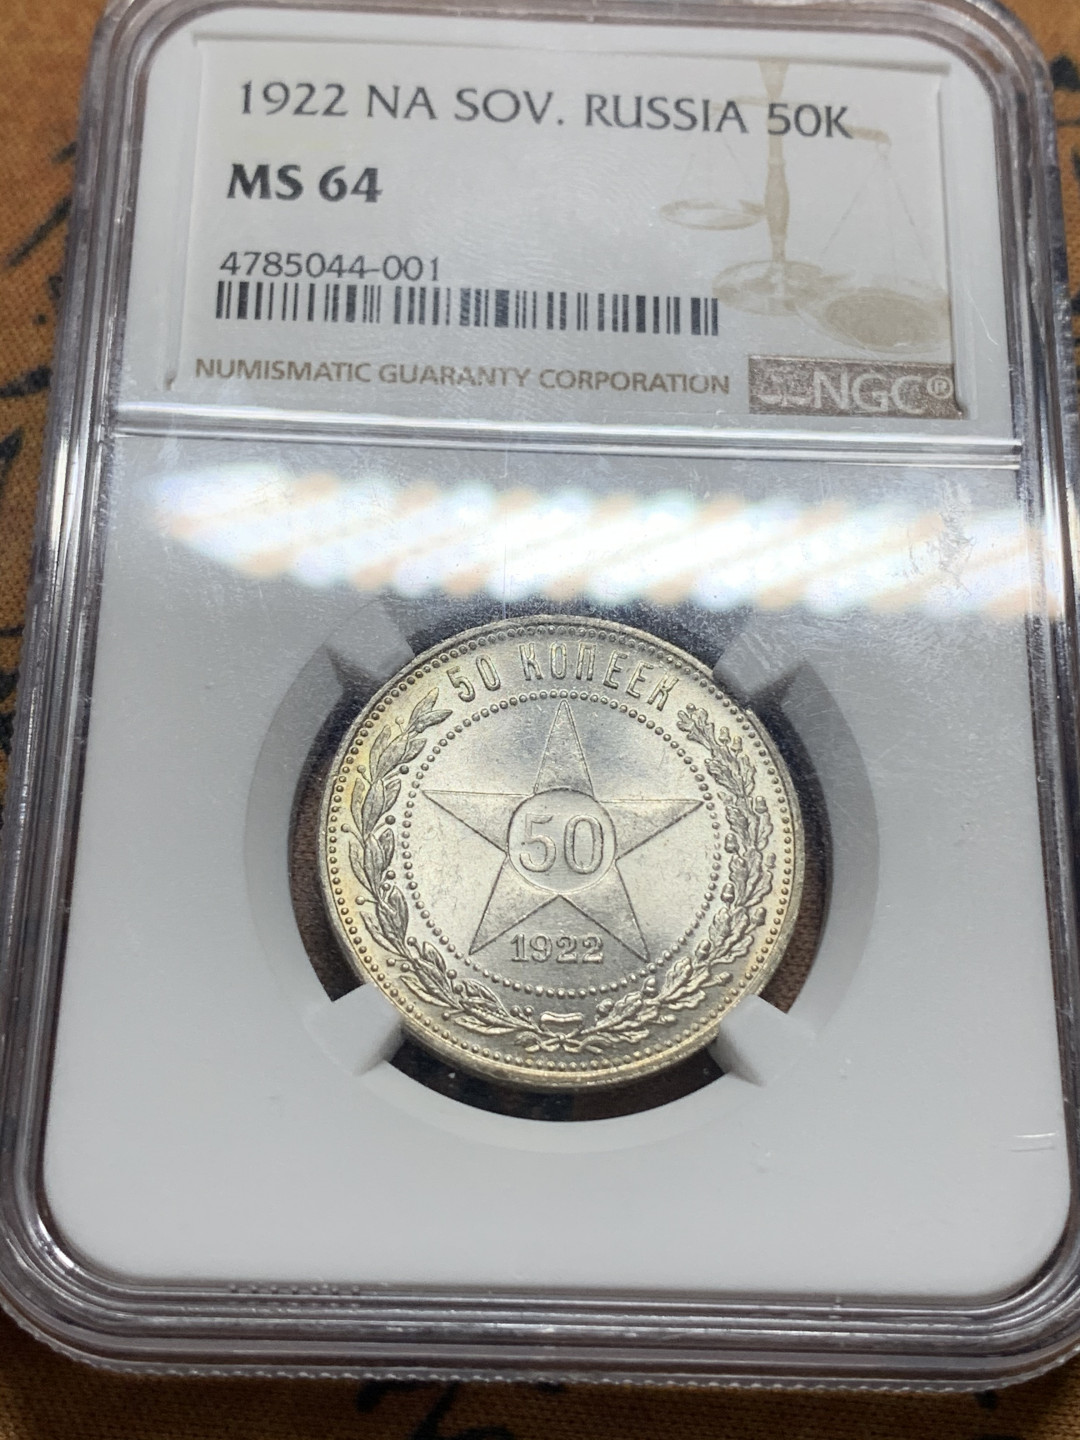 1922 NA SOV. RUSSIA 50K
MS 64
4785044-001
NUMISMATIC GUARANTY CORPORATION
NGC®
50 КОПЕЕК
50
1922